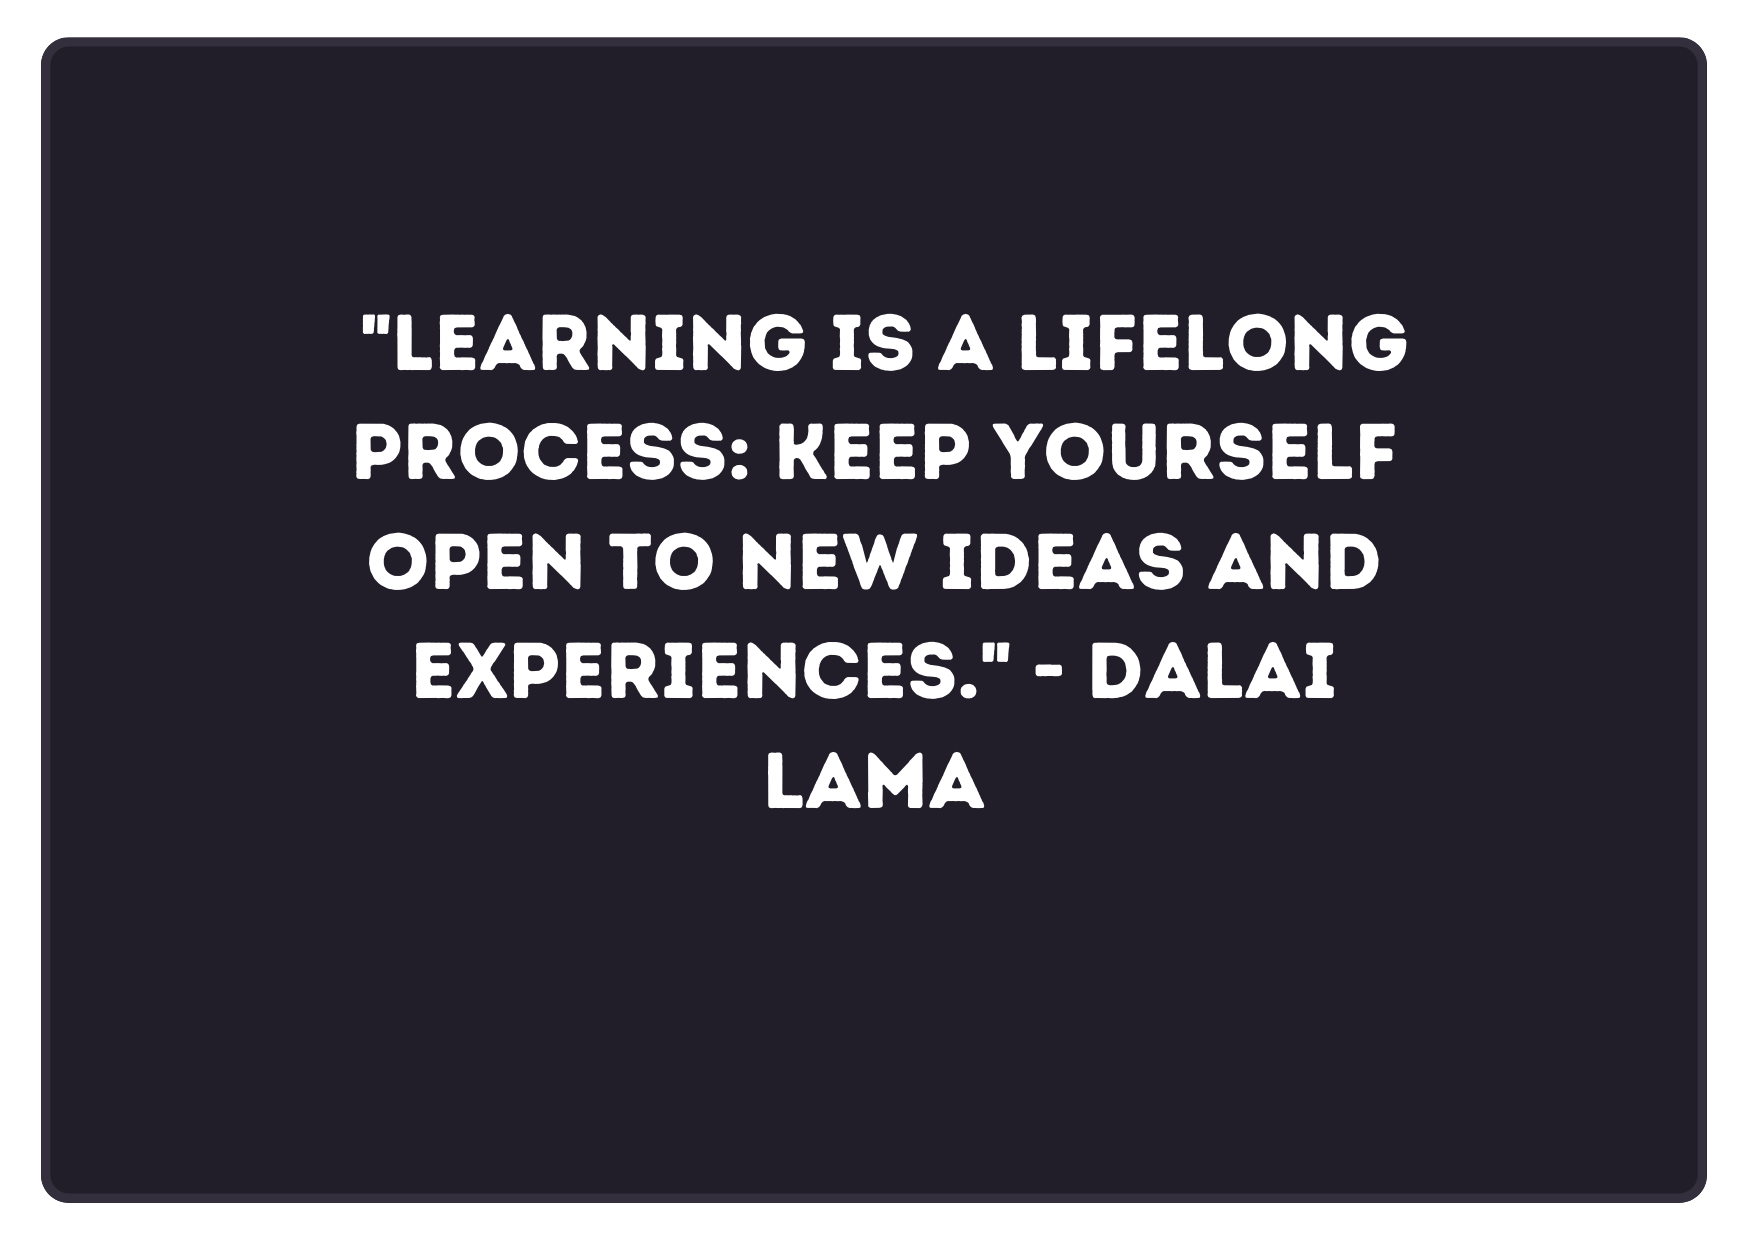 "LEARNING IS A LIFELONG
PROCESS: KEEP YOURSELF
OPEN TO NEW IDEAS AND
EXPERIENCES." - DALAI
LAMA